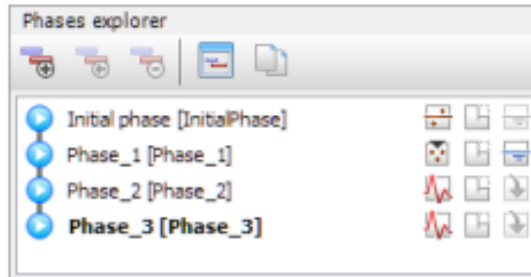 Phases explorer
Initial phase [InitialPhase]
Phase_1 [Phase_1]
Phase_2 [Phase_2]
Phase_3 [Phase_3]